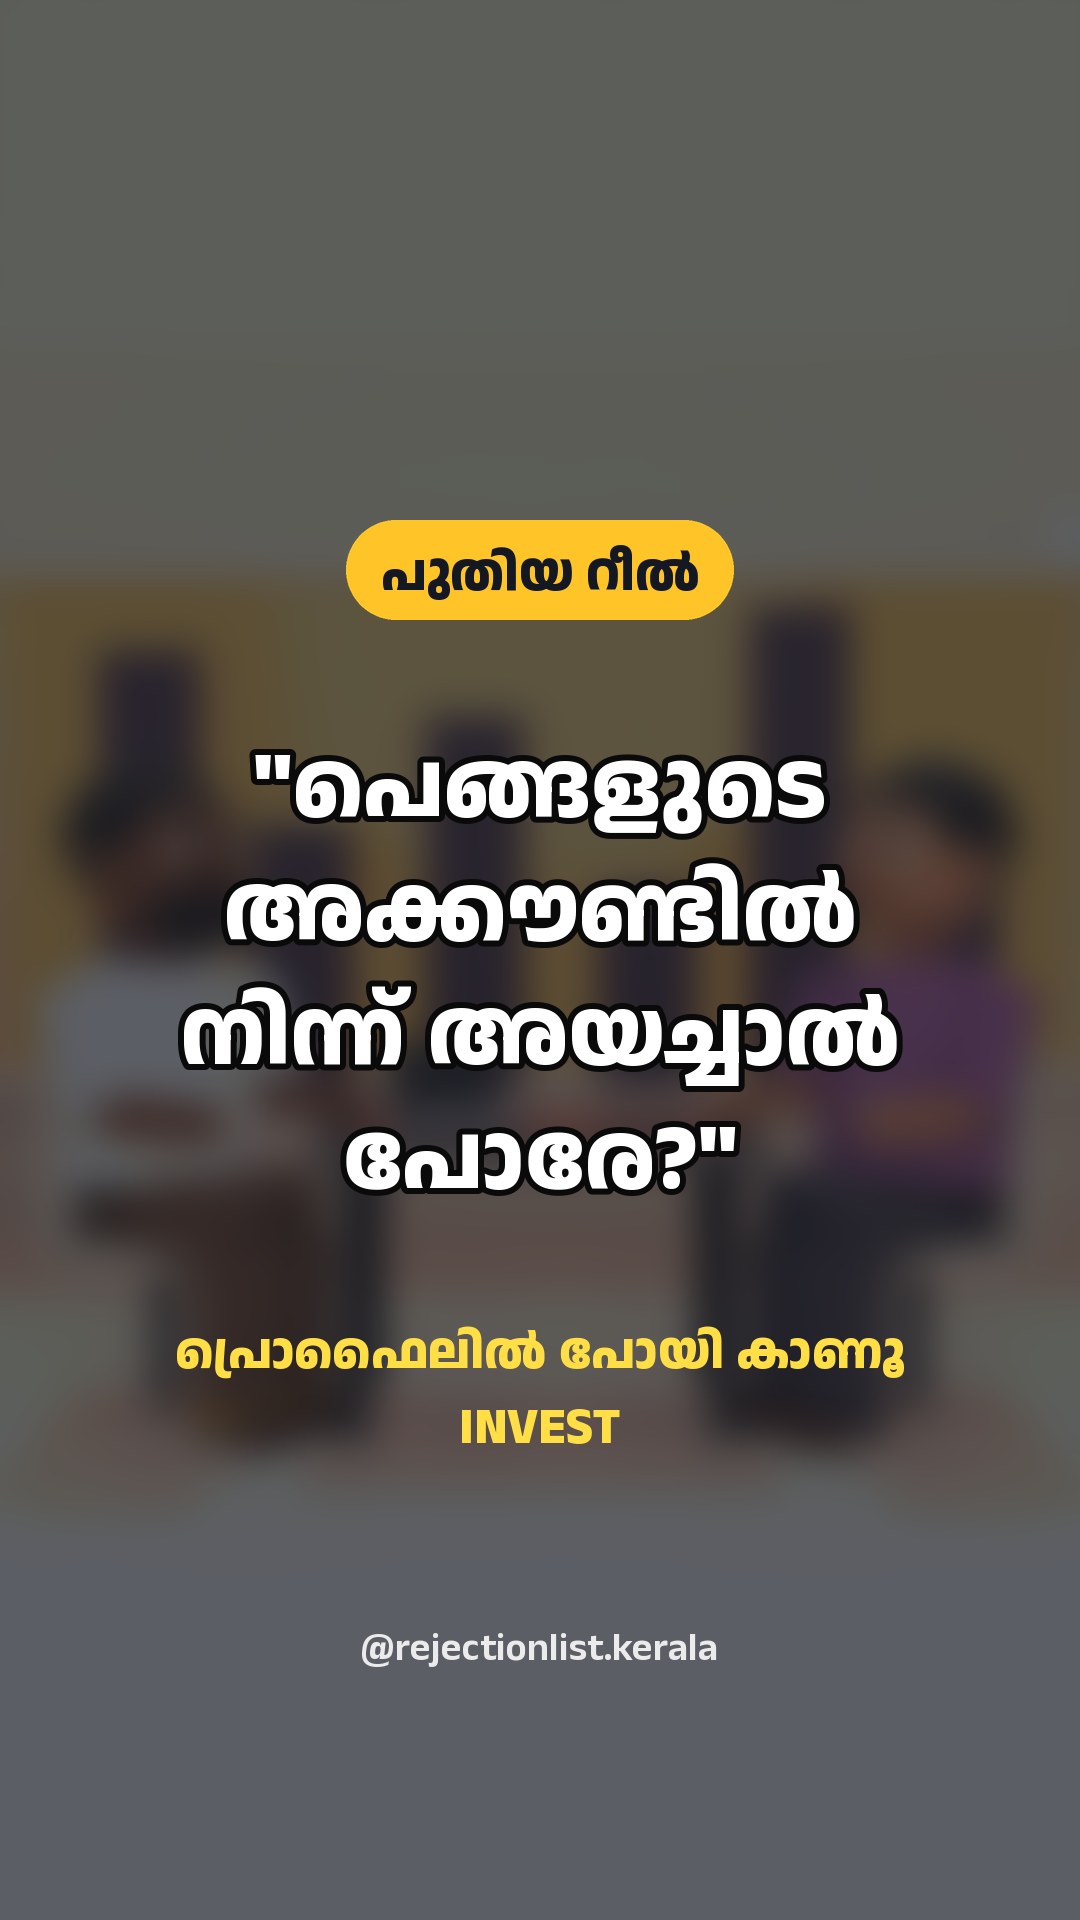 പുതിയ റീൽ
"പെങ്ങളുടെ
അക്കൗണ്ടിൽ
നിന്ന് അയച്ചാൽ
പോരേ?"
പ്രൊഫൈലിൽ പോയി കാണൂ
INVEST
@rejectionlist.kerala